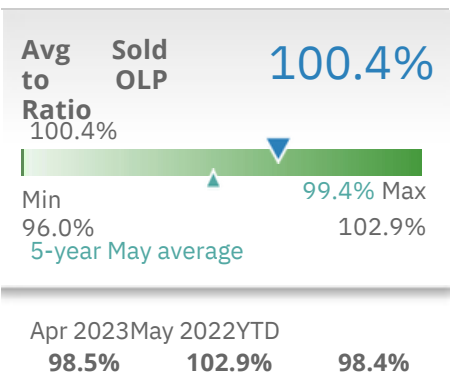 Avg Sold
to OLP
Ratio
100.4%
100.4%
99.4% Max
Min
96.0% 102.9%
5-year May average
Apr 2023May 2022YTD
98.5% 102.9% 98.4%